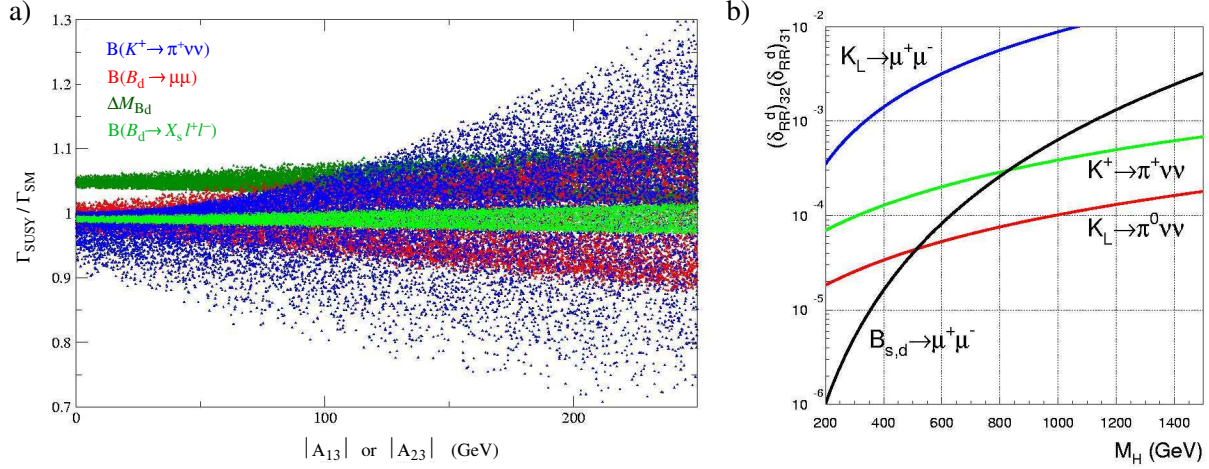 a)
1.3
1.2
1.1
1
0.9
0.8
0.7
Γ_SUSY / Γ_SM
B(K⁺→ π⁺νν)
B(B_d→ μμ)
ΔM_Bd
B(B_d→ X_s l⁺l⁻)
0 100 200
|A₁₃| or |A₂₃| (GeV)
b)
10⁻²
10⁻³
10⁻⁴
10⁻⁵
10⁻⁶
(δ^d_RR)₃₂(δ^d_RR)₃₁
K_L→μ⁺μ⁻
K⁺→π⁺νν
K_L→π⁰νν
B_s,d→μ⁺μ⁻
200 400 600 800 1000 1200 1400
M_H (GeV)